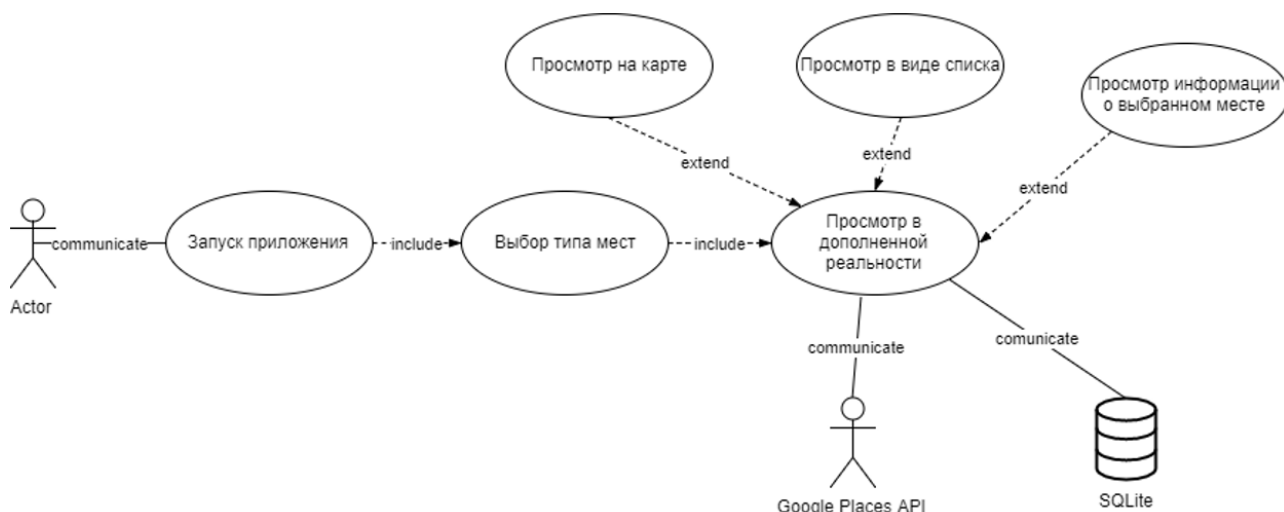 Просмотр на карте
Просмотр в виде списка
Просмотр информации
о выбранном месте
extend
extend
extend
communicate
Запуск приложения
include
Выбор типа мест
include
Просмотр в
дополненной
реальности
Actor
communicate
comunicate
Google Places API
SQLite